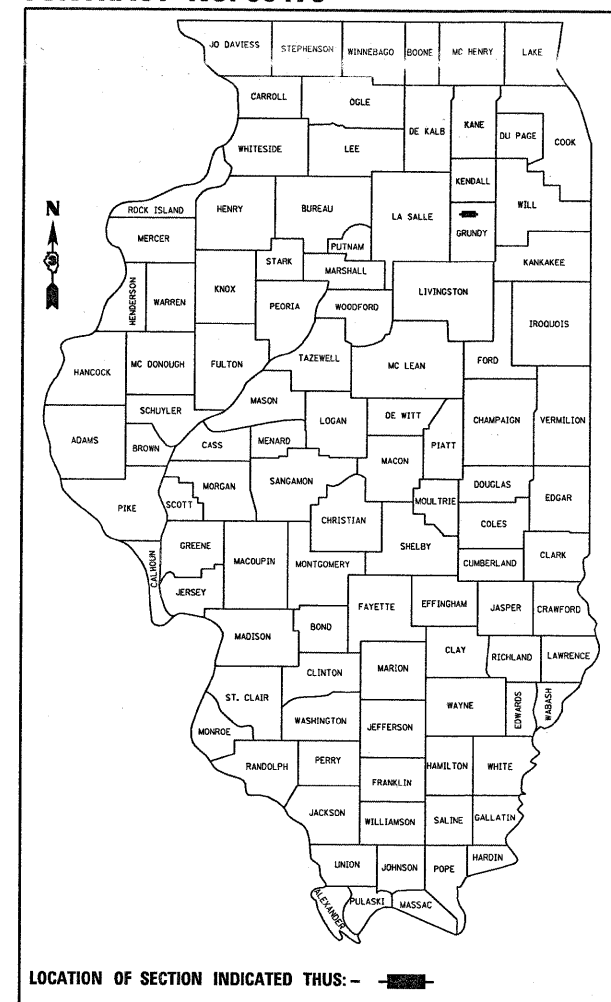 JO DAVIESS STEPHENSON WINNEBAGO BOONE MC HENRY LAKE
CARROLL OGLE DE KALB KANE DU PAGE COOK
WHITESIDE LEE
KENDALL
ROCK ISLAND HENRY BUREAU LA SALLE WILL
N
MERCER PUTNAM GRUNDY
STARK MARSHALL KANKAKEE
HENDERSON WARREN KNOX PEORIA WOODFORD LIVINGSTON IROQUOIS
HANCOCK MC DONOUGH FULTON TAZEWELL MC LEAN FORD
MASON
SCHUYLER LOGAN DE WITT CHAMPAIGN VERMILION
ADAMS BROWN CASS MENARD PIATT
MACON
MORGAN SANGAMON DOUGLAS
PIKE SCOTT CHRISTIAN MOULTRIE EDGAR
COLES
GREENE SHELBY
CALHOUN MACOUPIN MONTGOMERY CUMBERLAND CLARK
JERSEY FAYETTE EFFINGHAM JASPER CRAWFORD
MADISON BOND
CLAY RICHLAND LAWRENCE
CLINTON MARION
ST. CLAIR WAYNE EDWARDS WABASH
WASHINGTON JEFFERSON
MONROE
RANDOLPH PERRY HAMILTON WHITE
FRANKLIN
JACKSON WILLIAMSON SALINE GALLATIN
UNION JOHNSON POPE HARDIN
ALEXANDER PULASKI MASSAC
LOCATION OF SECTION INDICATED THUS: -